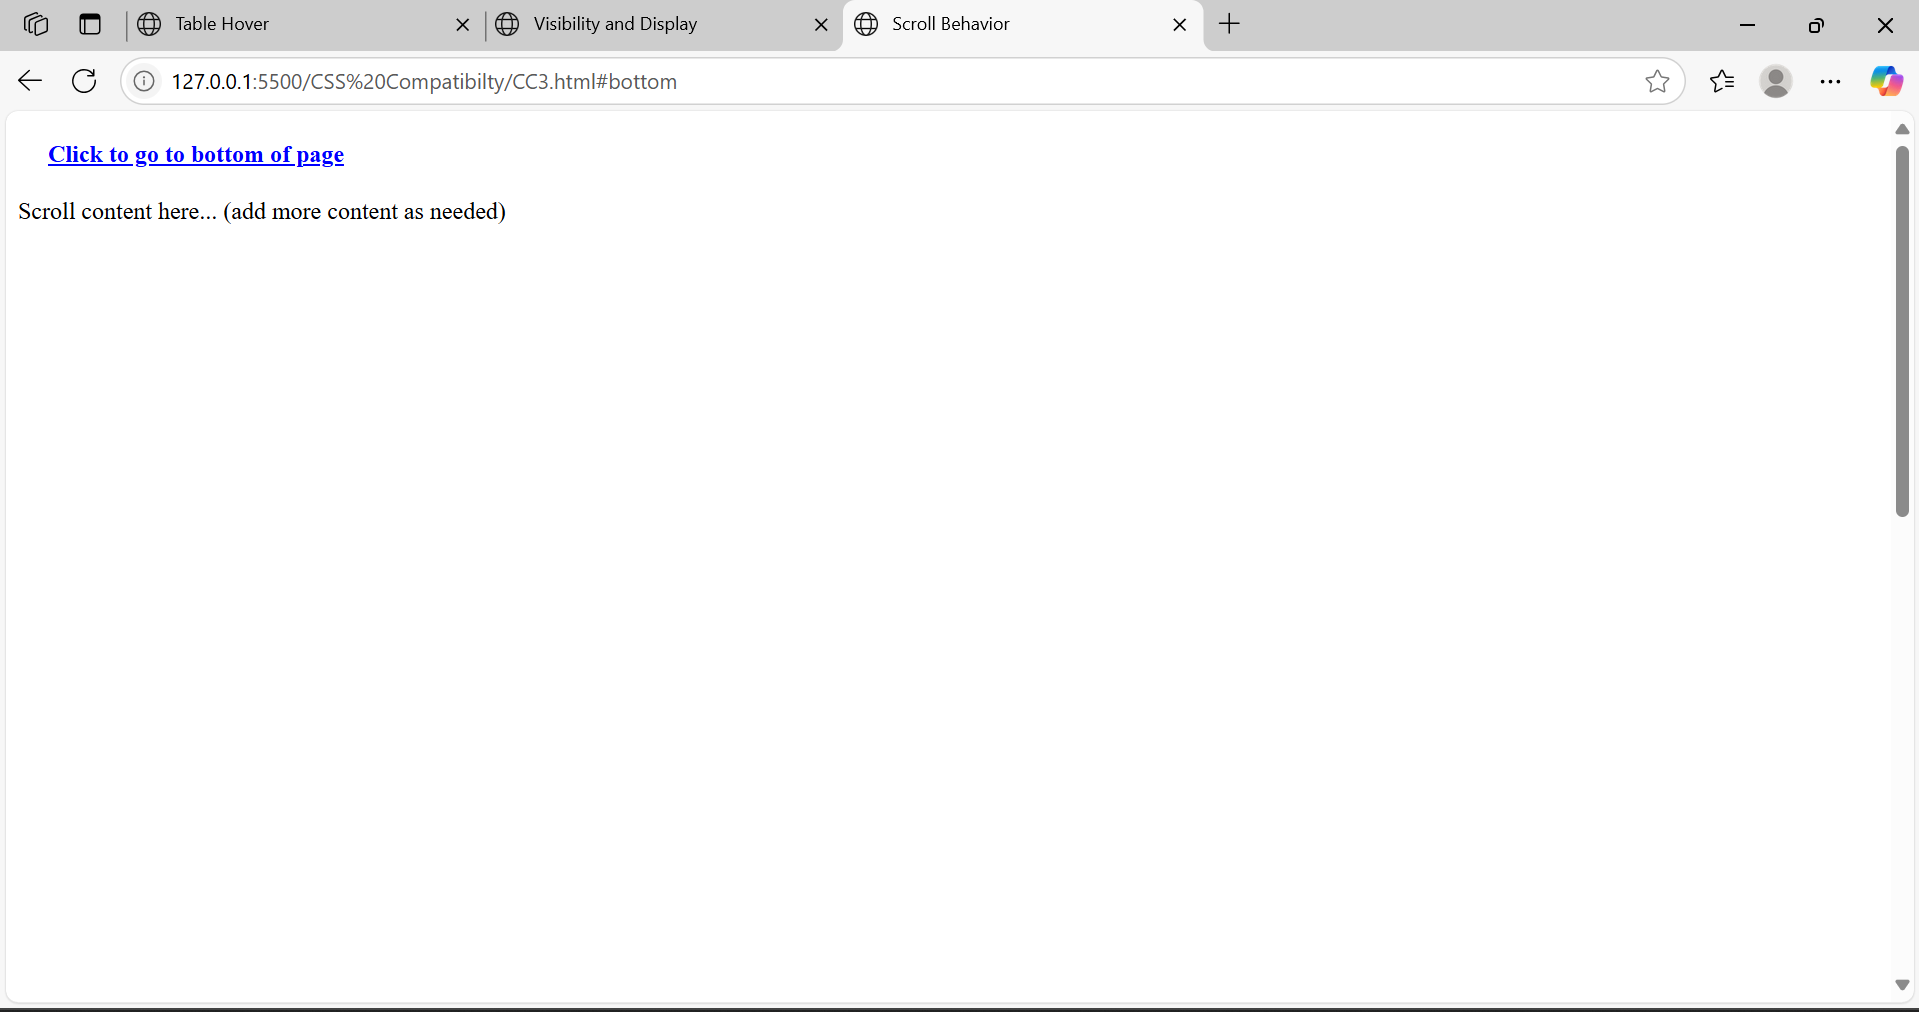 Table Hover
Visibility and Display
Scroll Behavior
127.0.0.1:5500/CSS%20Compatibilty/CC3.html#bottom
Click to go to bottom of page
Scroll content here... (add more content as needed)